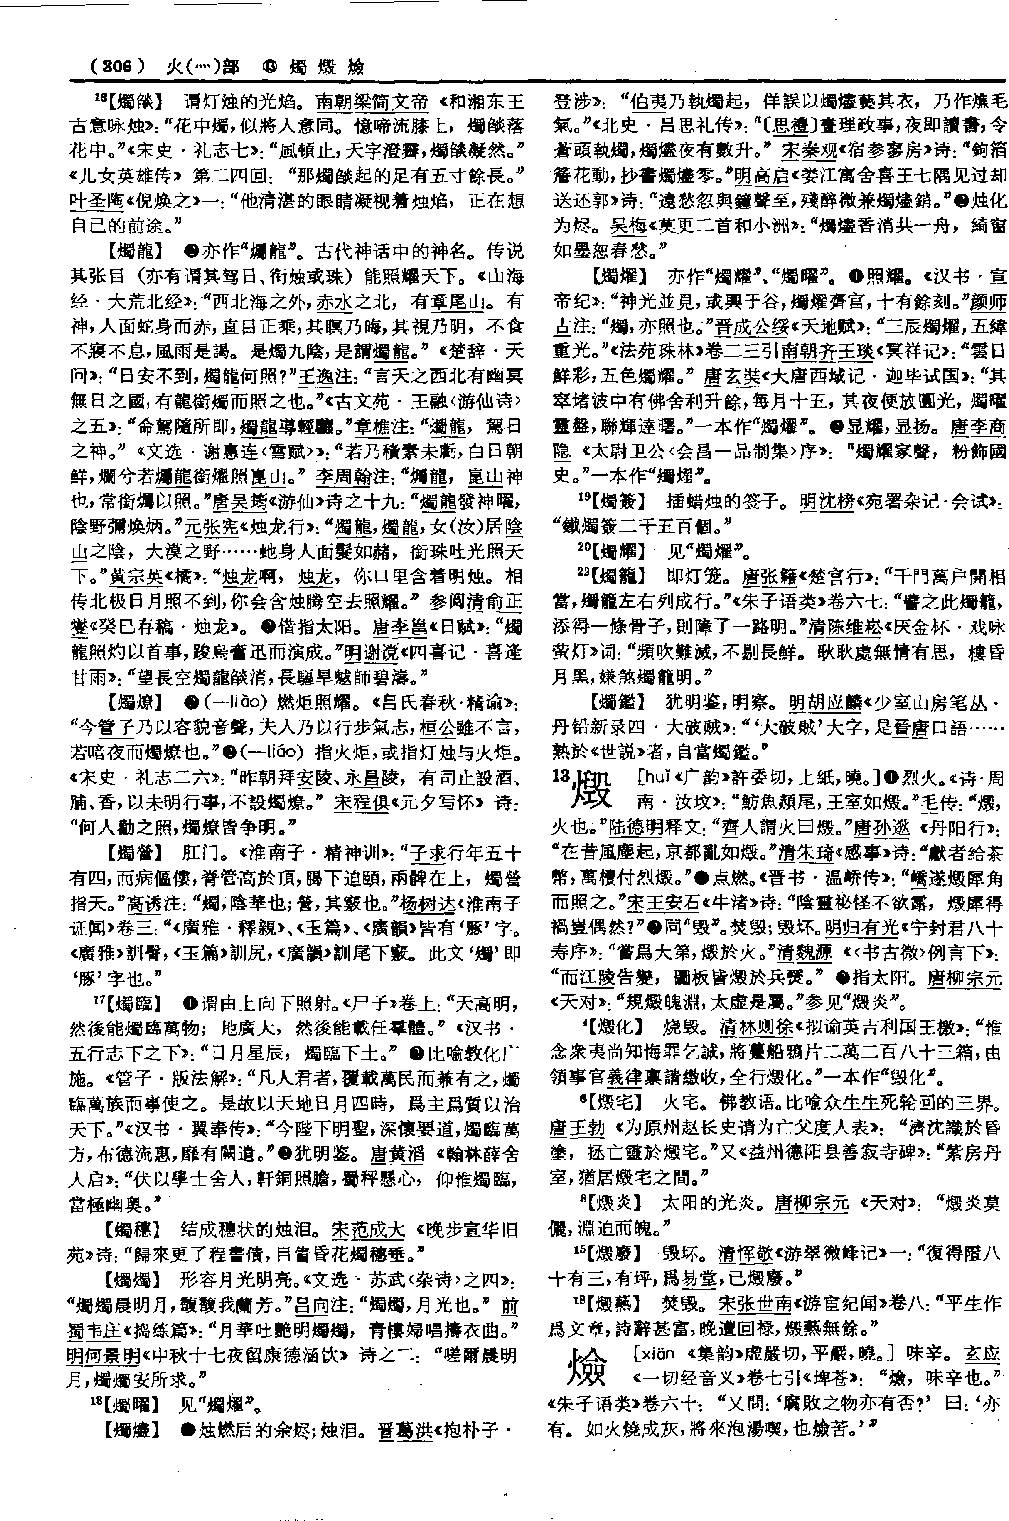 (306) 火(灬)部 ⑬ 燭 燬 燄
¹⁶【燭燄】 谓灯烛的光焰。南朝梁简文帝《和湘东王
古意咏烛》:“花中燭,似將人意同。憶啼流膝上,燭燄落
花中。”《宋史·礼志七》:“風頓止,天宇澄霽,燭燄凝然。”
《儿女英雄传》第二四回:“那燭燄起的足有五寸餘長。”
叶圣陶《倪焕之》一:“他清湛的眼睛凝视着烛焰,正在想
自己的前途。”
【燭龍】 ❶亦作“爥龍”。古代神话中的神名。传说
其张目(亦有谓其驾日、衔烛或珠)能照耀天下。《山海
经·大荒北经》:“西北海之外,赤水之北,有章尾山。有
神,人面蛇身而赤,直目正乘,其瞑乃晦,其視乃明,不食
不寢不息,風雨是謁。是燭九陰,是謂燭龍。”《楚辞·天
问》:“日安不到,燭龍何照?”王逸注:“言天之西北有幽冥
無日之國,有龍銜燭而照之也。”《古文苑·王融〈游仙诗〉
之五》:“命駕隨所即,燭龍導輕鑣。”章樵注:“燭龍,駕日
之神。”《文选·谢惠连〈雪赋〉》:“若乃積素未虧,白日朝
鮮,爛兮若爥龍銜燿照崑山。”李周翰注:“爥龍,崑山神
也,常銜爥以照。”唐吴筠《游仙》诗之十九:“燭龍發神曜,
陰野彌煥炳。”元张宪《烛龙行》:“燭龍,燭龍,女(汝)居陰
山之陰,大漠之野……虵身人面髮如赭,銜珠吐光照天
下。”黄宗英《橘》:“烛龙啊,烛龙,你口里含着明烛。相
传北极日月照不到,你会含烛腾空去照耀。”参阅清俞正
燮《癸巳存稿·烛龙》。❷借指太阳。唐李邕《日赋》:“燭
龍照灼以首事,踆烏奮迅而演成。”明谢谠《四喜记·喜逢
甘雨》:“望長空燭龍燄消,長驅旱魃師碧濤。”
【燭燎】 ❶(—liào)燃炬照耀。《吕氏春秋·精谕》:
“今管子乃以容貌音聲,夫人乃以行步氣志,桓公雖不言,
若暗夜而燭燎也。”❷(—liáo)指火炬,或指灯烛与火炬。
《宋史·礼志二六》:“昨朝拜安陵、永昌陵,有司止設酒、
脯、香,以未明行事,不設燭燎。”宋程俱《元夕写怀》诗:
“何人勸之照,燭燎皆争明。”
【燭營】 肛门。《淮南子·精神训》:“子求行年五十
有四,而病傴僂,脊管高於頂,䏰下迫頤,兩髀在上,燭營
指天。”高诱注:“燭,陰華也;營,其竅也。”杨树达《淮南子
证闻》卷三:“《廣雅·釋親》、《玉篇》、《廣韻》皆有‘豚’字。
《廣雅》訓臀,《玉篇》訓尻,《廣韻》訓尾下竅。此文‘燭’即
‘豚’字也。”
¹⁷【燭臨】 ❶谓由上向下照射。《尸子》卷上:“天高明,
然後能燭臨萬物;地廣大,然後能載任羣體。”《汉书·
五行志下之下》:“日月星辰,燭臨下土。”❷比喻教化广
施。《管子·版法解》:“凡人君者,覆載萬民而兼有之,燭
臨萬族而事使之。是故以天地日月四時,爲主爲質以治
天下。”《汉书·翼奉传》:“今陛下明聖,深懷要道,燭臨萬
方,布德流惠,靡有闕遺。”❸犹明鉴。唐黄滔《翰林薛舍
人启》:“伏以學士舍人,軒銅照膽,蜀秤懸心,仰惟燭臨,
當極幽奥。”
【燭穗】 结成穗状的烛泪。宋范成大《晚步宣华旧
苑》诗:“歸來更了程書債,目眚昏花燭穗垂。”
【燭燭】 形容月光明亮。《文选·苏武〈杂诗〉之四》:
“燭燭晨明月,馥馥我蘭芳。”吕向注:“燭燭,月光也。”前
蜀韦庄《捣练篇》:“月華吐艷明燭燭,青樓婦唱擣衣曲。”
明何景明《中秋十七夜留康德涵饮》诗之二:“嗟爾晨明
月,燭燭安所求。”
¹⁸【燭曜】 见“燭燿”。
【燭燼】 ❶烛燃后的余烬;烛泪。晋葛洪《抱朴子·
登涉》:“伯夷乃執燭起,佯誤以燭燼爇其衣,乃作燋毛
氣。”《北史·吕思礼传》:“〔思禮〕晝理政事,夜即讀書,令
蒼頭執燭,燭燼夜有數升。”宋秦观《宿参寥房》诗:“鉤箔
簷花動,抄書燭燼零。”明高启《娄江寓舍喜王七隅见过却
送还郭》诗:“遠愁忽與鐘聲至,殘醉微兼燭燼銷。”❷烛化
为烬。吴梅《莫更二首和小洲》:“燭燼香消共一舟,綺窗
如墨恕春愁。”
【燭燿】 亦作“燭耀”、“燭曜”。❶照耀。《汉书·宣
帝纪》:“神光並見,或興于谷,燭燿齊宫,十有餘刻。”颜师
古注:“燭,亦照也。”晋成公绥《天地赋》:“二辰燭燿,五緯
重光。”《法苑珠林》卷二三引南朝齐王琰《冥祥记》:“雲日
鮮彩,五色燭耀。”唐玄奘《大唐西域记·迦毕试国》:“其
窣堵波中有佛舍利升餘,每月十五,其夜便放圓光,燭曜
靈盤,聯輝達曙。”一本作“燭燿”。❷显耀,显扬。唐李商
隐《太尉卫公〈会昌一品制集〉序》:“燭耀家聲,粉飾國
史。”一本作“燭燿”。
¹⁹【燭簽】 插蜡烛的签子。明沈榜《宛署杂记·会试》:
“鐵燭簽二千五百個。”
²⁰【燭耀】 见“燭燿”。
²²【燭籠】 即灯笼。唐张籍《楚宫行》:“千門萬户開相
當,燭籠左右列成行。”《朱子语类》卷六七:“譬之此燭籠,
添得一條骨子,則障了一路明。”清陈维崧《厌金杯·戏咏
萤灯》词:“頻吹難滅,不剔長鮮。耿耿處無情有思,樓昏
月黑,嫌煞燭籠明。”
【燭鑑】 犹明鉴,明察。明胡应麟《少室山房笔丛·
丹铅新录四·大破贼》:“‘大破賊’大字,是晉唐口語……
熟於《世説》者,自當燭鑑。”
13 燬 [huǐ《广韵》許委切,上紙,曉。]❶烈火。《诗·周
南·汝坟》:“魴魚赬尾,王室如燬。”毛传:“燬,
火也。”陆德明释文:“齊人謂火曰燬。”唐孙逖《丹阳行》:
“在昔風塵起,京都亂如燬。”清朱琦《感事》诗:“獻者給茶
幣,萬樓付烈燬。”❷点燃。《晋书·温峤传》:“嶠遂燬犀角
而照之。”宋王安石《牛渚》诗:“陰靈祕怪不欲露,燬犀得
禍豈偶然?”❸同“毁”。焚毁;毁坏。明归有光《宁封君八十
寿序》:“嘗爲大第,燬於火。”清魏源《〈书古微〉例言下》:
“而江陵告變,圖板皆燬於兵燹。”❹指太阳。唐柳宗元
《天对》:“規燬魄淵,太虚是屬。”参见“燬炎”。
⁴【燬化】 烧毁。清林则徐《拟谕英吉利国王檄》:“惟
念衆夷尚知悔罪乞誠,將躉船鴉片二萬二百八十三箱,由
領事官義律稟請繳收,全行燬化。”一本作“毁化”。
⁶【燬宅】 火宅。佛教语。比喻众生生死轮回的三界。
唐王勃《为原州赵长史请为亡父度人表》:“濟沈識於昏
壑,拯亡靈於燬宅。”又《益州德阳县善寂寺碑》:“紫房丹
室,猶居燬宅之間。”
⁸【燬炎】 太阳的光炎。唐柳宗元《天对》:“燬炎莫
儷,淵迫而魄。”
¹⁵【燬廢】 毁坏。清恽敬《游翠微峰记》一:“復得磴八
十有三,有坪,爲易堂,已燬廢。”
¹⁹【燬爇】 焚毁。宋张世南《游宦纪闻》卷八:“平生作
爲文章,詩辭甚富,晚遭回禄,燬爇無餘。”
[xiān《集韵》虚嚴切,平嚴,曉。] 味辛。玄应
《一切经音义》卷七引《埤苍》:“燄,味辛也。”
《朱子语类》卷六十:“又問:‘腐敗之物亦有否?’曰:‘亦
有。如火燒成灰,將來泡湯喫,也燄苦。’”